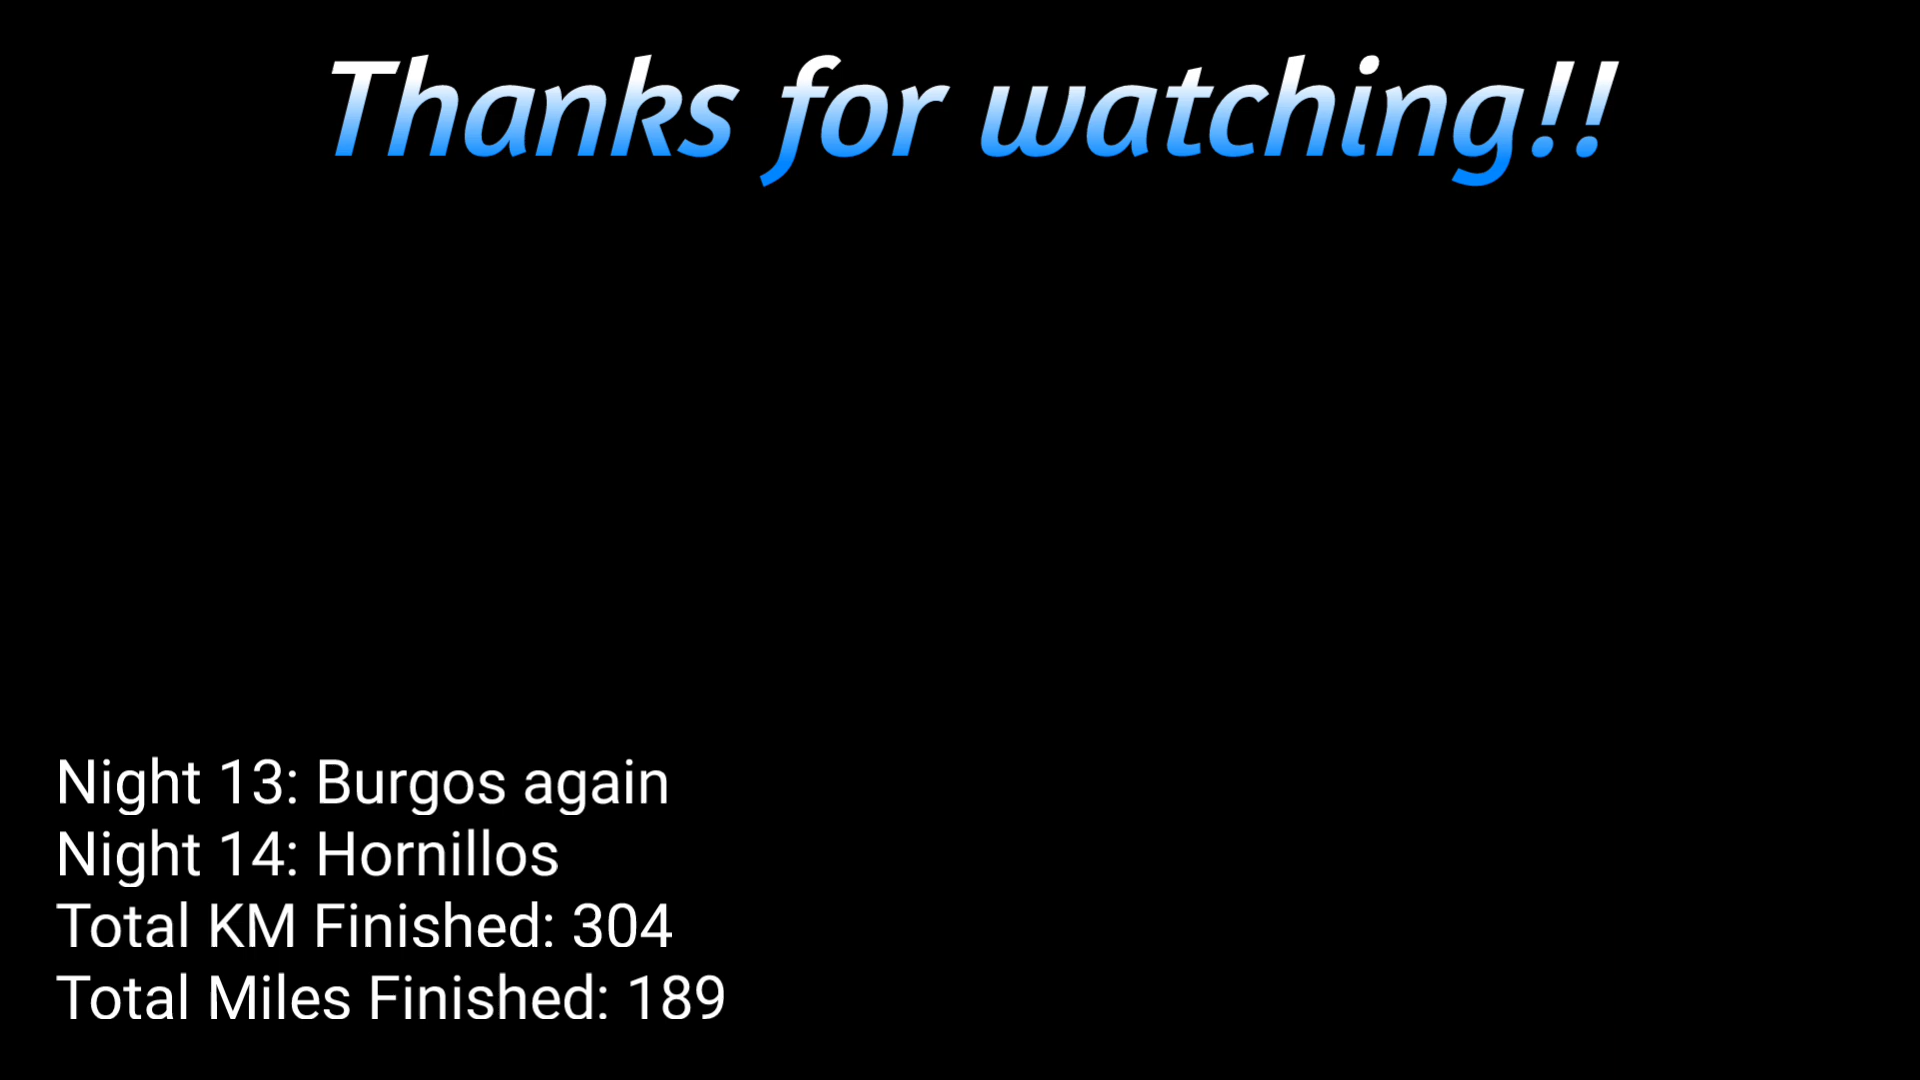 Thanks for watching!!
Night 13: Burgos again
Night 14: Hornillos
Total KM Finished: 304
Total Miles Finished: 189